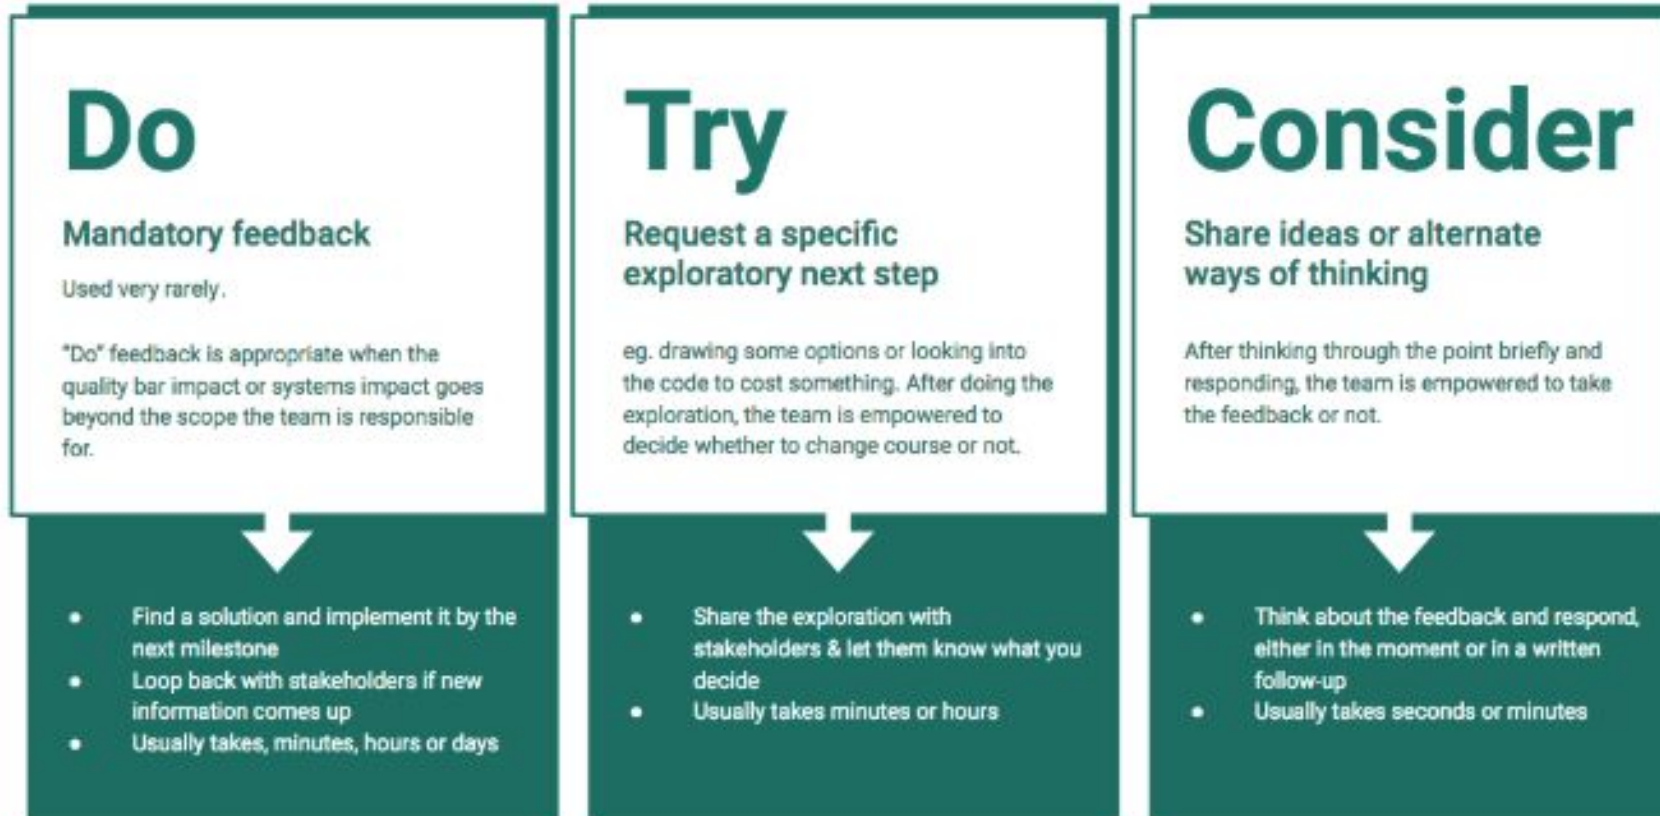 Do
Mandatory feedback
Used very rarely.
"Do" feedback is appropriate when the
quality bar impact or systems impact goes
beyond the scope the team is responsible
for.
• Find a solution and implement it by the
next milestone
• Loop back with stakeholders if new
information comes up
• Usually takes, minutes, hours or days
Try
Request a specific
exploratory next step
eg. drawing some options or looking into
the code to cost something. After doing the
exploration, the team is empowered to
decide whether to change course or not.
• Share the exploration with
stakeholders & let them know what you
decide
• Usually takes minutes or hours
Consider
Share ideas or alternate
ways of thinking
After thinking through the point briefly and
responding, the team is empowered to take
the feedback or not.
• Think about the feedback and respond,
either in the moment or in a written
follow-up
• Usually takes seconds or minutes